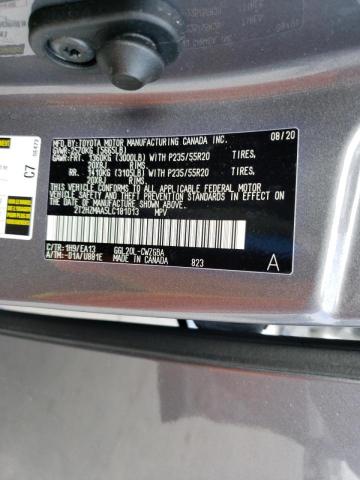 MFD. BY:
TOYOTA MOTOR MANUFACTURING CANADA INC. 08/20
GVWR:2570KG (5665LB)
GAWR:FRT. 1360KG (3000LB) WITH P235/55R20 TIRES,
20X8J RIMS
RR. 1410KG (3105LB) WITH P235/55R20 TIRES,
20X8J RIMS
THIS VEHICLE CONFORMS TO ALL APPLICABLE FEDERAL MOTOR
VEHICLE SAFETY AND THEFT PREVENTION STANDARDS IN
EFFECT ON THE DATE OF MANUFACTURE SHOWN ABOVE.
2T2HZMAA5LC181013 MPV
C/TR:1H9/EA13 GGL20L-CWZGBA
A/TM:-01A/U881E MADE IN CANADA 823
A
C7